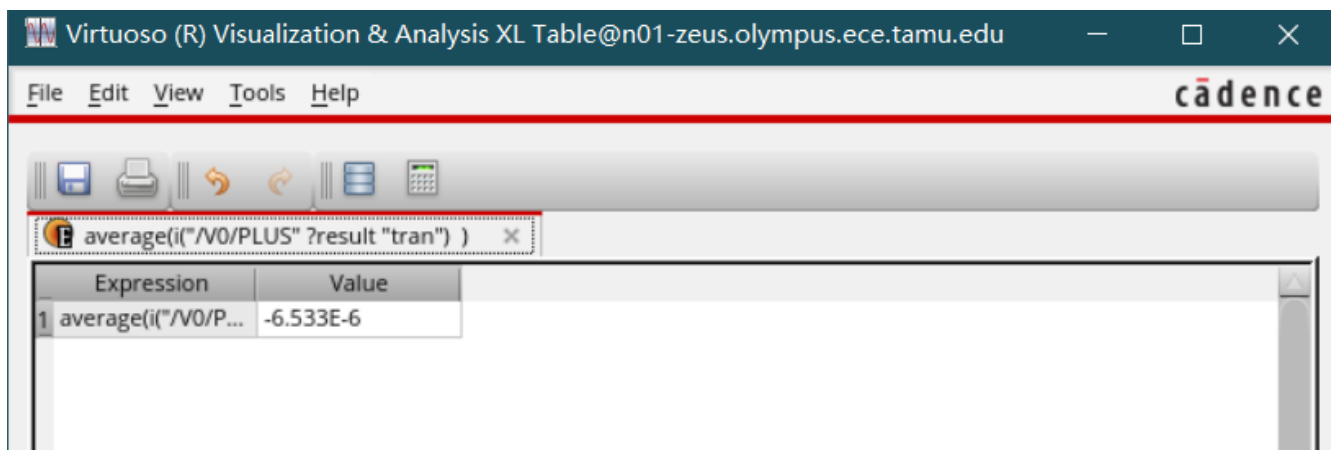 Virtuoso (R) Visualization & Analysis XL Table@n01-zeus.olympus.ece.tamu.edu
File Edit View Tools Help
cādence
average(i("/V0/PLUS" ?result "tran") )
Expression Value
1 average(i("/V0/P... -6.533E-6